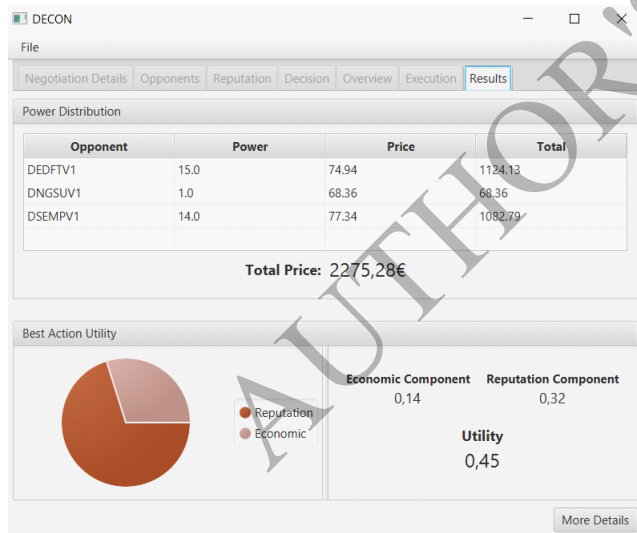 DECON
File
Negotiation Details Opponents Reputation Decision Overview Execution Results
Power Distribution
Opponent Power Price Total
DEDFTV1 15.0 74.94 1124.13
DNGSUV1 1.0 68.36 68.36
DSEMPV1 14.0 77.34 1082.79
Total Price: 2275,28€
Best Action Utility
Reputation
Economic
Economic Component Reputation Component
0,14 0,32
Utility
0,45
More Details
AUTHOR'S